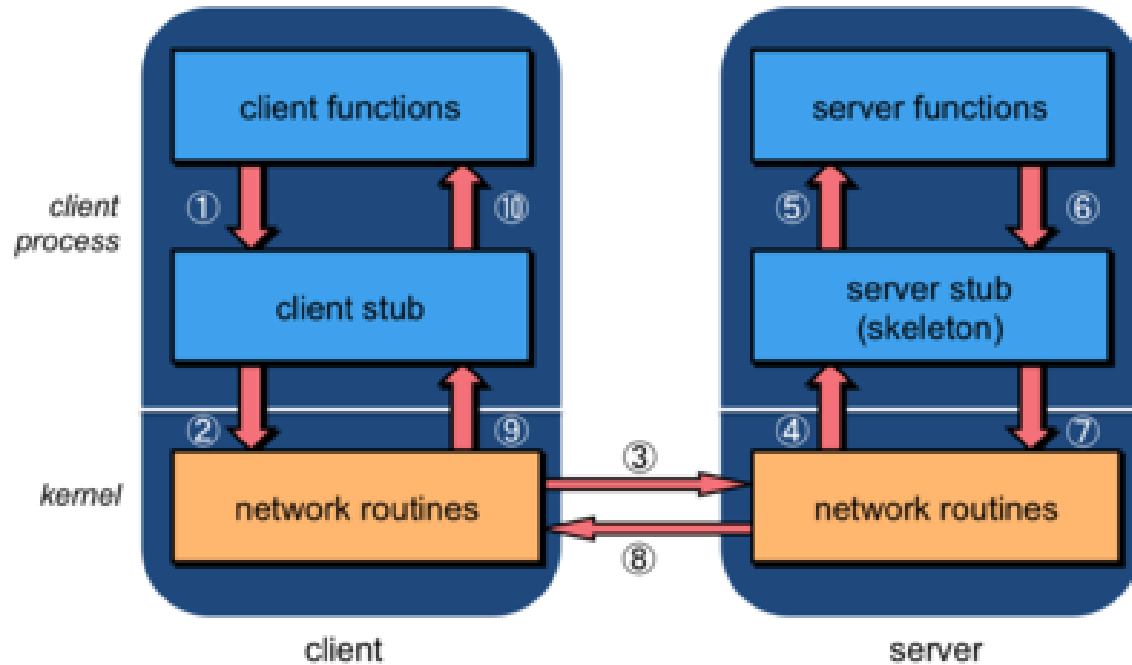 client functions
server functions
client
process
①
⑩
⑤
⑥
client stub
server stub
(skeleton)
②
⑨
③
④
⑦
kernel
network routines
network routines
⑧
client
server